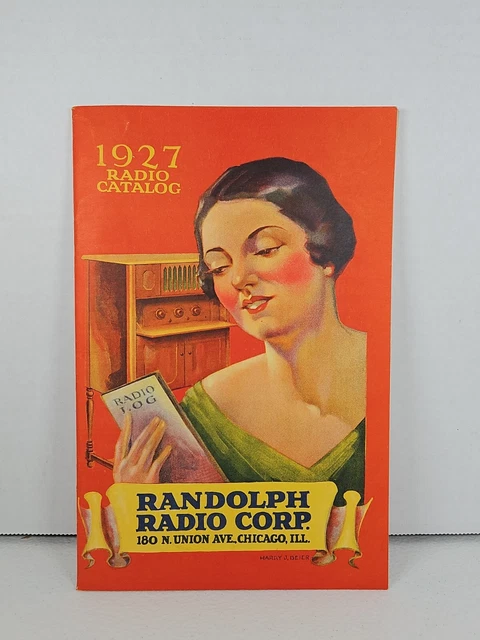 1927
RADIO
CATALOG
RADIO
LOG
RANDOLPH
RADIO CORP.
180 N. UNION AVE., CHICAGO, ILL.